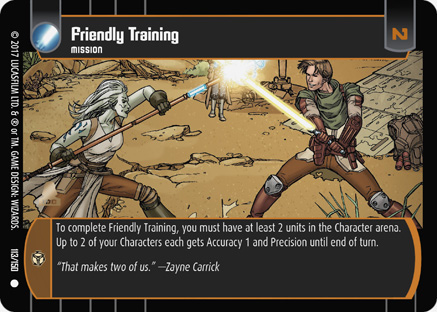 Friendly Training
MISSION
N
© 2017 LUCASFILM LTD. & ® or TM. GAME DESIGN: WIZARDS.
113/150
To complete Friendly Training, you must have at least 2 units in the Character arena.
Up to 2 of your Characters each gets Accuracy 1 and Precision until end of turn.
"That makes two of us." —Zayne Carrick